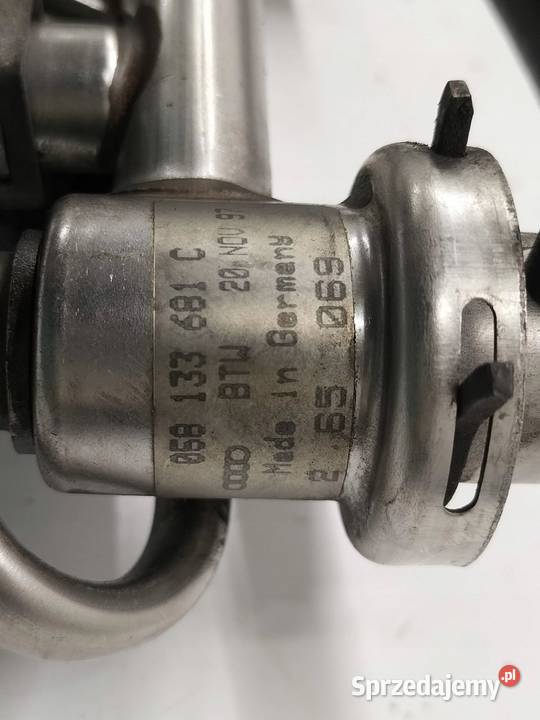 058 133 681 C
BTW 20 NOV 97
Made in Germany
2 65 069
Sprzedajemy.pl